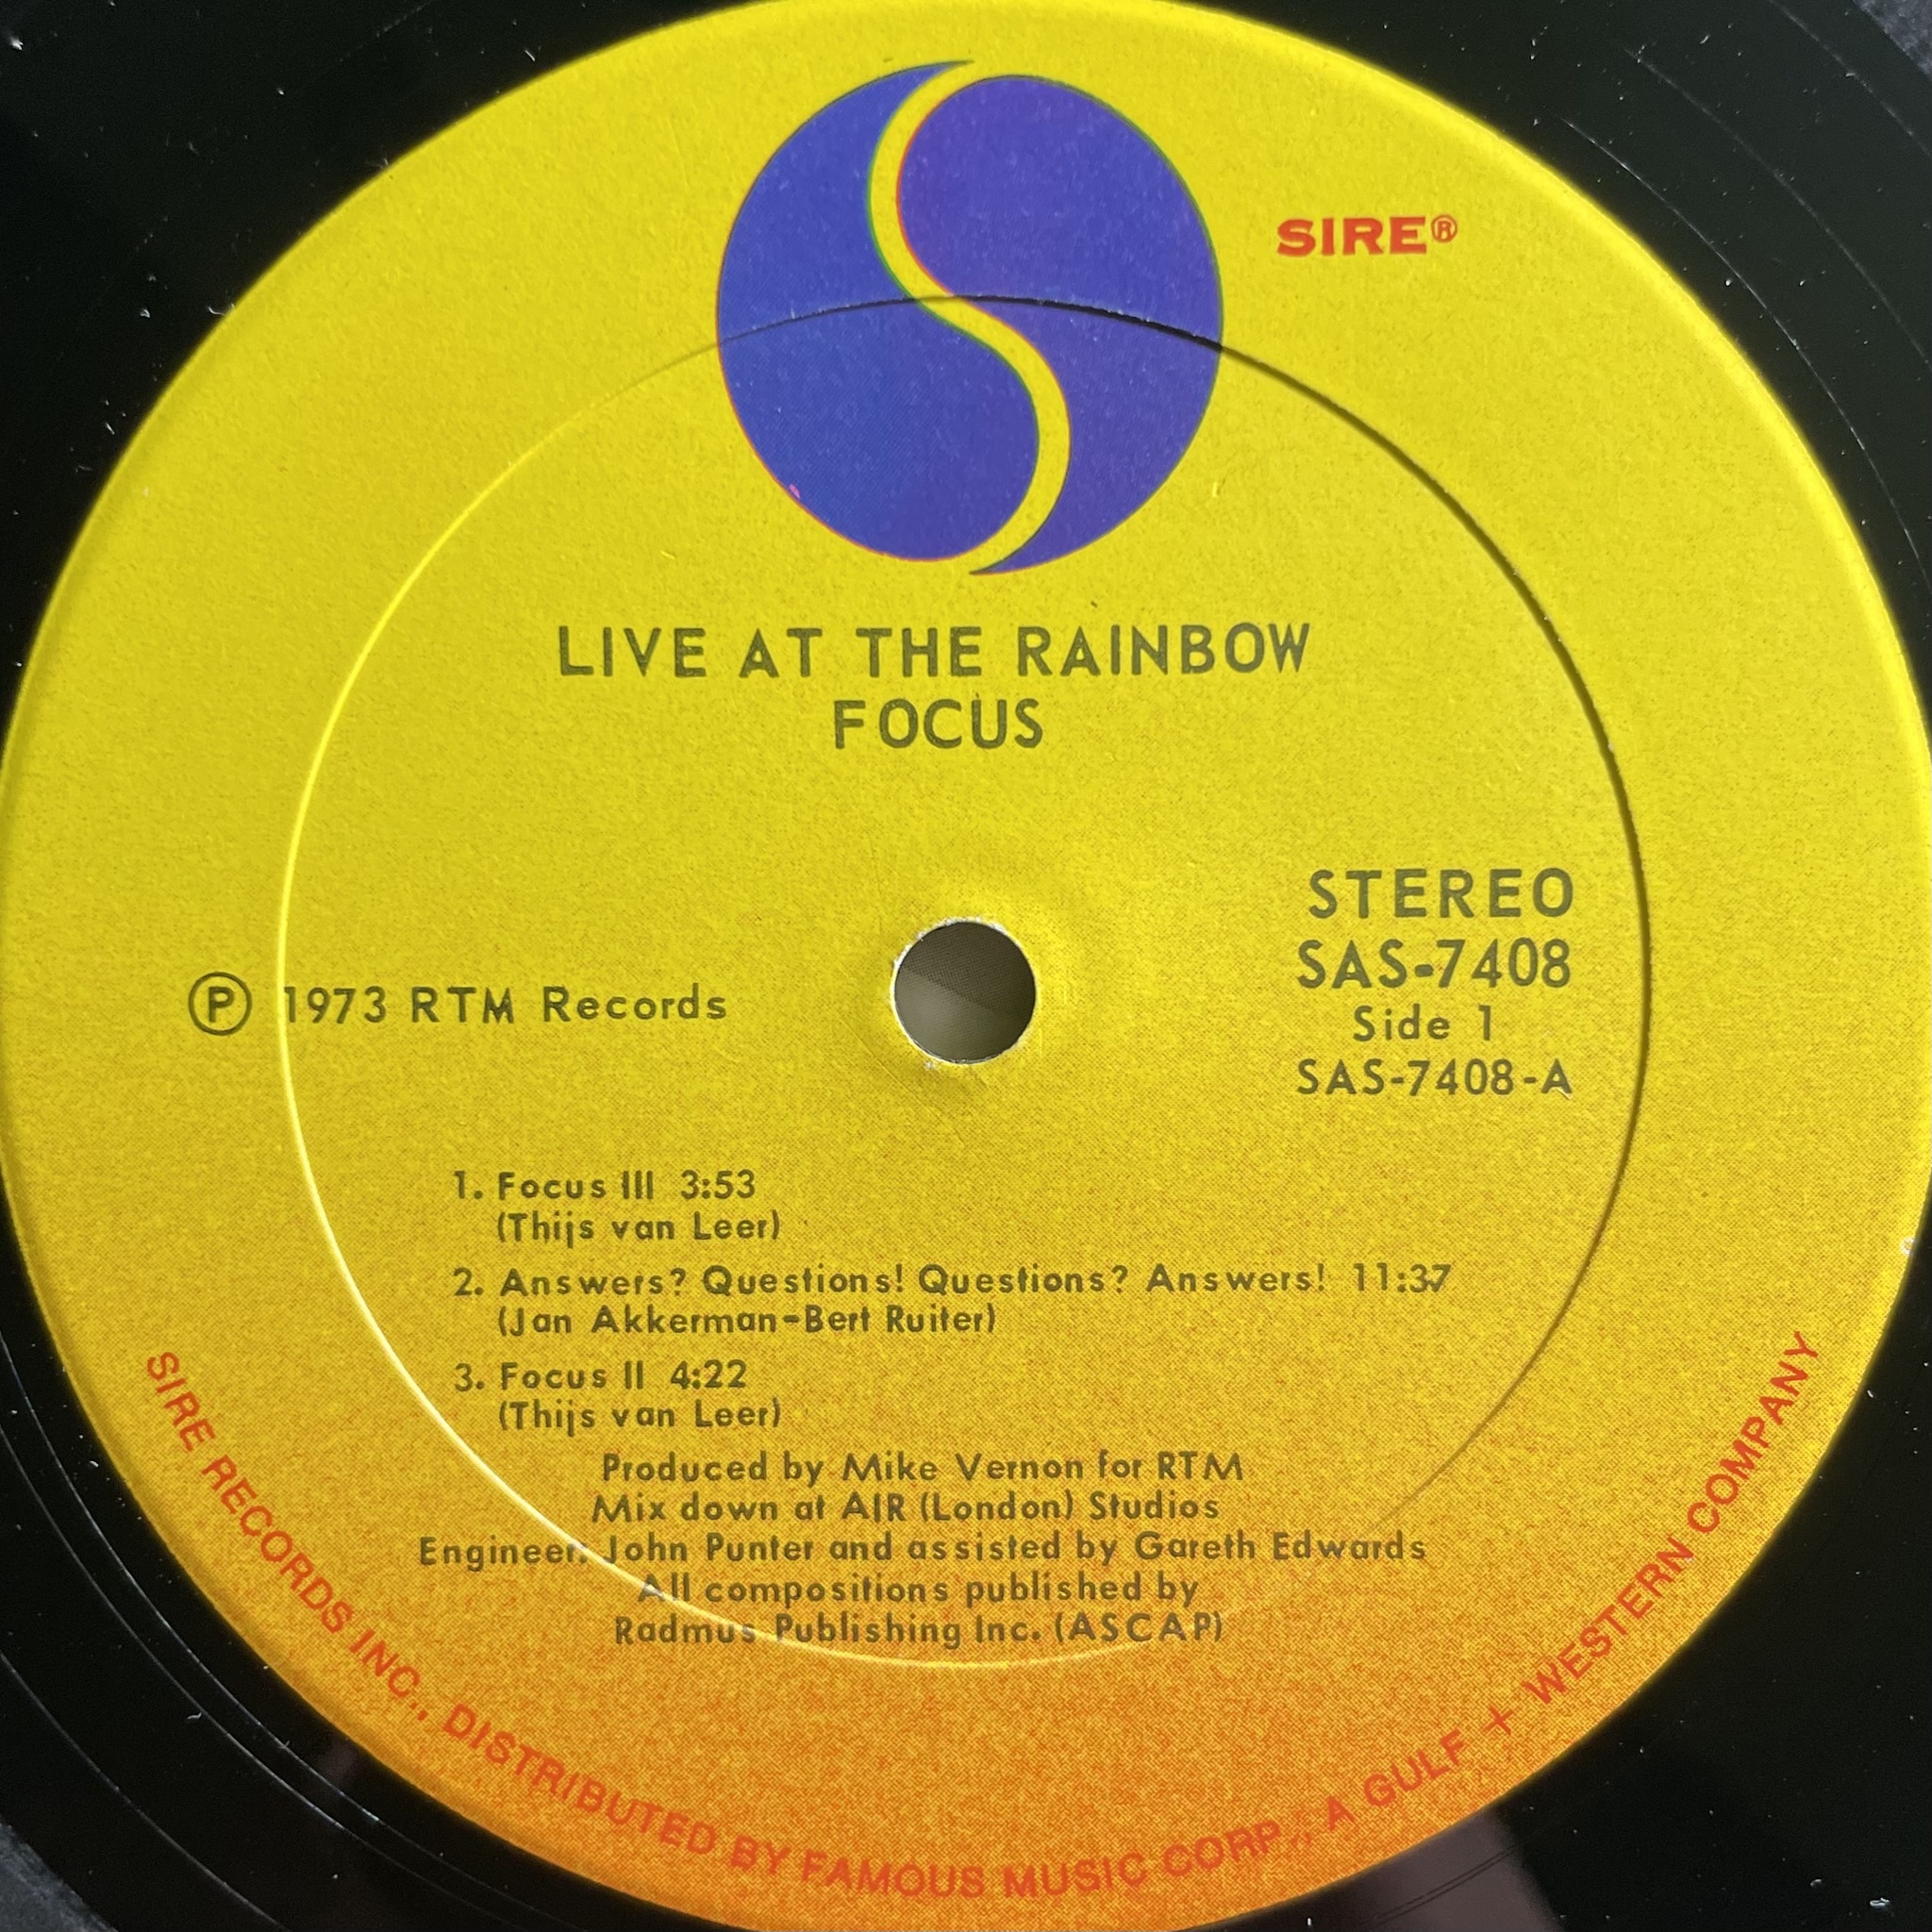 SIRE®
LIVE AT THE RAINBOW
FOCUS
STEREO
SAS-7408
Side 1
SAS-7408-A
Ⓟ 1973 RTM Records
1. Focus III 3:53
(Thijs van Leer)
2. Answers? Questions! Questions? Answers! 11:37
(Jan Akkerman-Bert Ruiter)
3. Focus II 4:22
(Thijs van Leer)
Produced by Mike Vernon for RTM
Mix down at AIR (London) Studios
Engineer: John Punter and assisted by Gareth Edwards
All compositions published by
Radmus Publishing Inc. (ASCAP)
SIRE RECORDS INC., DISTRIBUTED BY FAMOUS MUSIC CORP., A GULF + WESTERN COMPANY